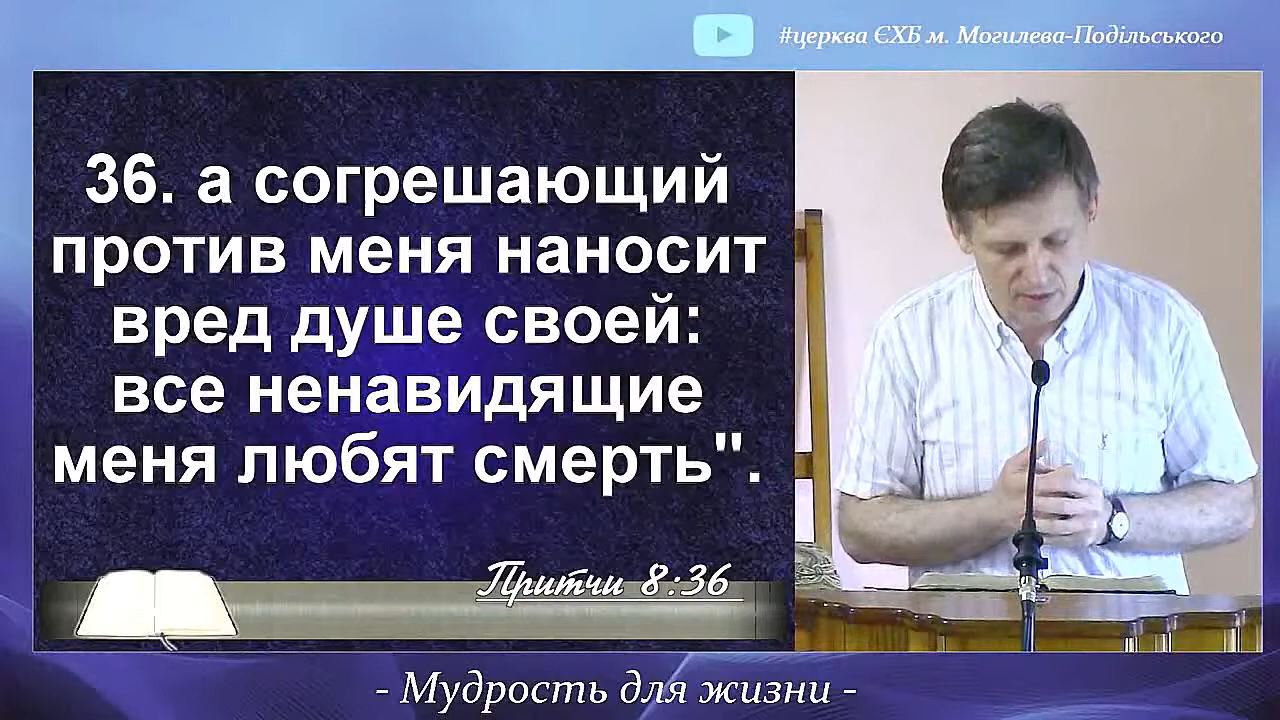 #церква ЄХБ м. Могилева-Подільського
36. а согрешающий
против меня наносит
вред душе своей:
все ненавидящие
меня любят смерть".
Притчи 8:36
- Мудрость для жизни -